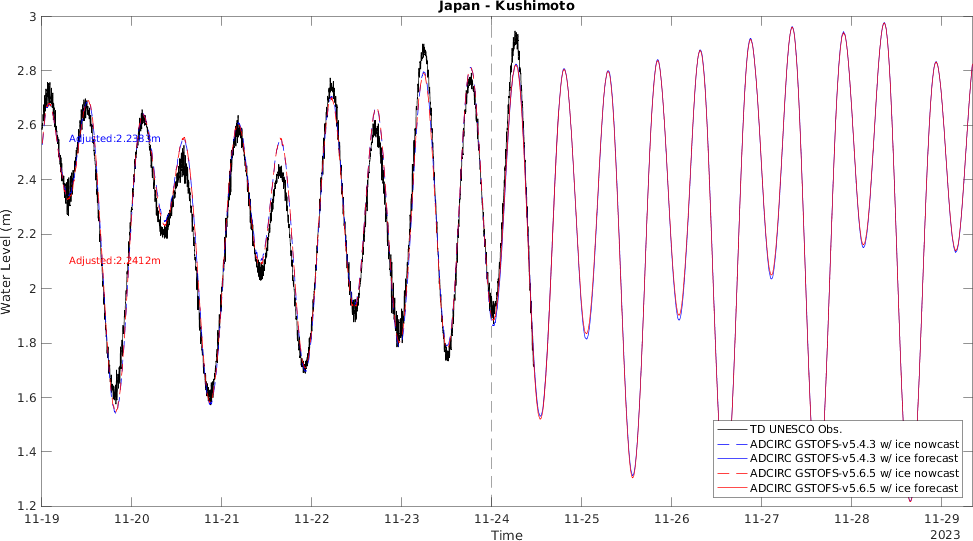 Japan - Kushimoto
3
2.8
2.6
2.4
2.2
2
1.8
1.6
1.4
1.2
Water Level (m)
Adjusted:2.2383m
Adjusted:2.2412m
TD UNESCO Obs.
ADCIRC GSTOFS-v5.4.3 w/ ice nowcast
ADCIRC GSTOFS-v5.4.3 w/ ice forecast
ADCIRC GSTOFS-v5.6.5 w/ ice nowcast
ADCIRC GSTOFS-v5.6.5 w/ ice forecast
11-19 11-20 11-21 11-22 11-23 11-24 11-25 11-26 11-27 11-28 11-29
Time 2023